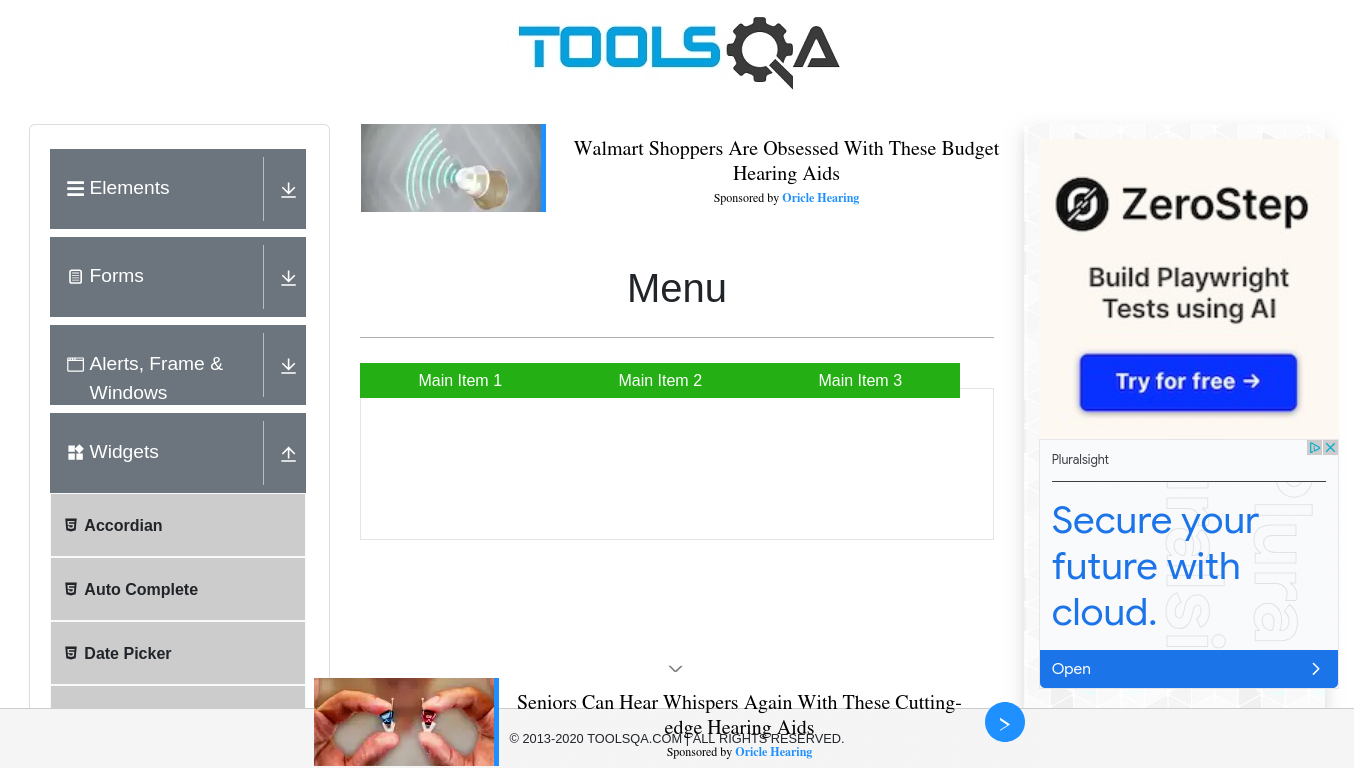 TOOLSQA
Elements
Forms
Alerts, Frame &
Windows
Widgets
Accordian
Auto Complete
Date Picker
Walmart Shoppers Are Obsessed With These Budget
Hearing Aids
Sponsored by Oricle Hearing
Menu
Main Item 1
Main Item 2
Main Item 3
ZeroStep
Build Playwright
Tests using AI
Try for free →
Pluralsight
Secure your
future with
cloud.
Open
Seniors Can Hear Whispers Again With These Cutting-
edge Hearing Aids
Sponsored by Oricle Hearing
© 2013-2020 TOOLSQA.COM | ALL RIGHTS RESERVED.